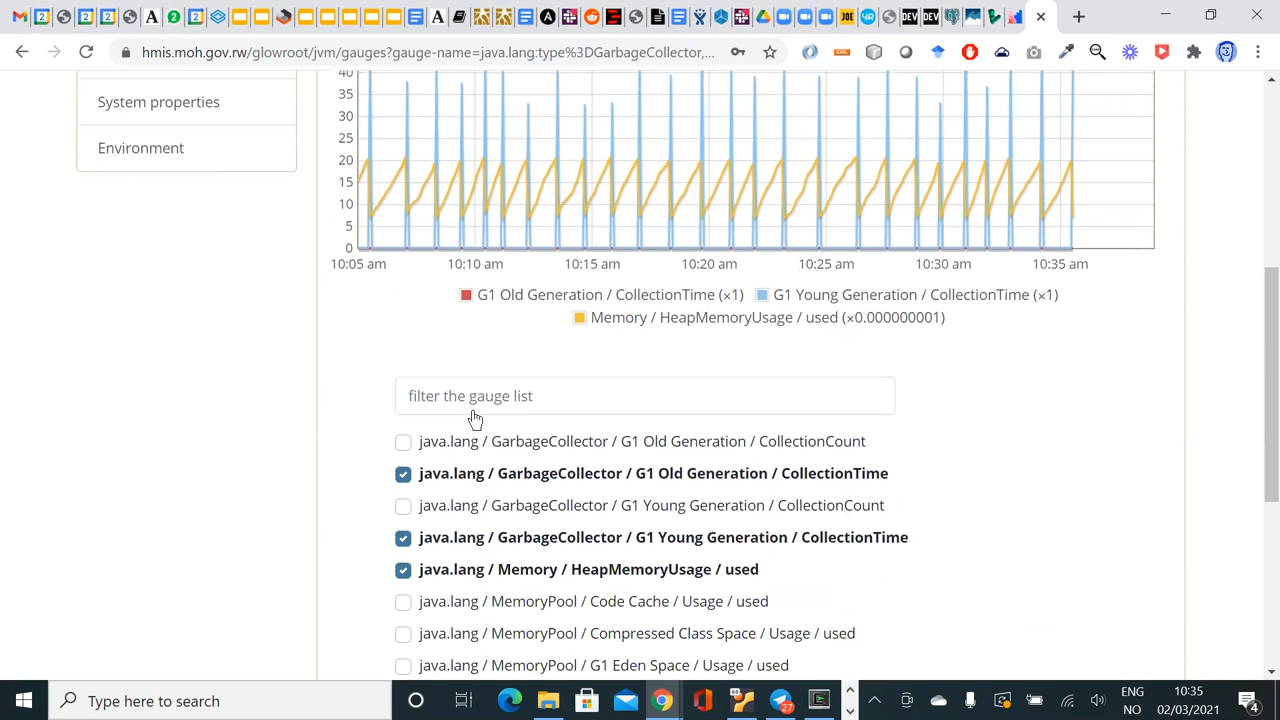 JOE
DEV
DEV
hmis.moh.gov.rw/glowroot/jvm/gauges?gauge-name=java.lang:type%3DGarbageCollector,...
System properties
Environment
40
35
30
25
20
15
10
5
0
10:05 am 10:10 am 10:15 am 10:20 am 10:25 am 10:30 am 10:35 am
G1 Old Generation / CollectionTime (×1) G1 Young Generation / CollectionTime (×1)
Memory / HeapMemoryUsage / used (×0.000000001)
filter the gauge list
java.lang / GarbageCollector / G1 Old Generation / CollectionCount
java.lang / GarbageCollector / G1 Old Generation / CollectionTime
java.lang / GarbageCollector / G1 Young Generation / CollectionCount
java.lang / GarbageCollector / G1 Young Generation / CollectionTime
java.lang / Memory / HeapMemoryUsage / used
java.lang / MemoryPool / Code Cache / Usage / used
java.lang / MemoryPool / Compressed Class Space / Usage / used
java.lang / MemoryPool / G1 Eden Space / Usage / used
Type here to search
27
ENG
NO
10:35
02/03/2021
4